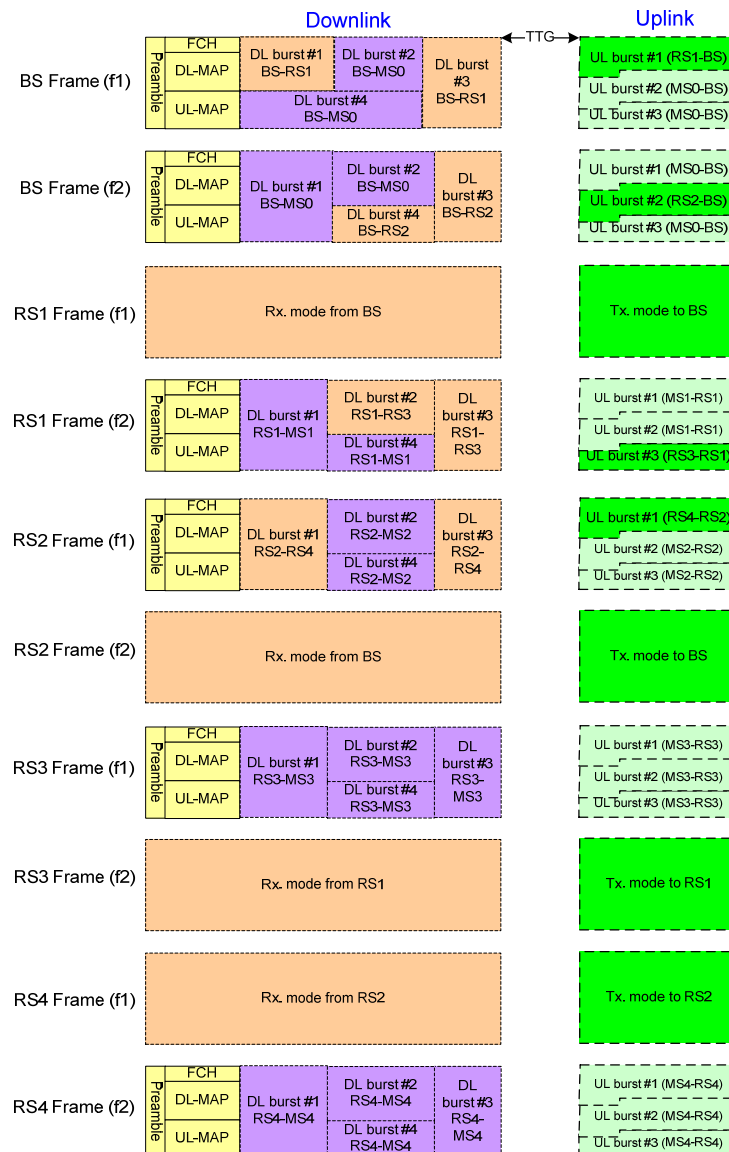 Downlink
Uplink
TTG
BS Frame (f1)
Preamble
FCH
DL-MAP
UL-MAP
DL burst #1
BS-RS1
DL burst #2
BS-MS0
DL burst
#3
BS-RS1
DL burst #4
BS-MS0
UL burst #1 (RS1-BS)
UL burst #2 (MS0-BS)
UL burst #3 (MS0-BS)
BS Frame (f2)
Preamble
FCH
DL-MAP
UL-MAP
DL burst #1
BS-MS0
DL burst #2
BS-MS0
DL
burst #3
BS-RS2
DL burst #4
BS-RS2
UL burst #1 (MS0-BS)
UL burst #2 (RS2-BS)
UL burst #3 (MS0-BS)
RS1 Frame (f1)
Rx. mode from BS
Tx. mode to BS
RS1 Frame (f2)
Preamble
FCH
DL-MAP
UL-MAP
DL burst #1
RS1-MS1
DL burst #2
RS1-RS3
DL
burst #3
RS1-
RS3
DL burst #4
RS1-MS1
UL burst #1 (MS1-RS1)
UL burst #2 (MS1-RS1)
UL burst #3 (RS3-RS1)
RS2 Frame (f1)
Preamble
FCH
DL-MAP
UL-MAP
DL burst #1
RS2-RS4
DL burst #2
RS2-MS2
DL
burst #3
RS2-
RS4
DL burst #4
RS2-MS2
UL burst #1 (RS4-RS2)
UL burst #2 (MS2-RS2)
UL burst #3 (MS2-RS2)
RS2 Frame (f2)
Rx. mode from BS
Tx. mode to BS
RS3 Frame (f1)
Preamble
FCH
DL-MAP
UL-MAP
DL burst #1
RS3-MS3
DL burst #2
RS3-MS3
DL
burst #3
RS3-
MS3
DL burst #4
RS3-MS3
UL burst #1 (MS3-RS3)
UL burst #2 (MS3-RS3)
UL burst #3 (MS3-RS3)
RS3 Frame (f2)
Rx. mode from RS1
Tx. mode to RS1
RS4 Frame (f1)
Rx. mode from RS2
Tx. mode to RS2
RS4 Frame (f2)
Preamble
FCH
DL-MAP
UL-MAP
DL burst #1
RS4-MS4
DL burst #2
RS4-MS4
DL
burst #3
RS4-
MS4
DL burst #4
RS4-MS4
UL burst #1 (MS4-RS4)
UL burst #2 (MS4-RS4)
UL burst #3 (MS4-RS4)